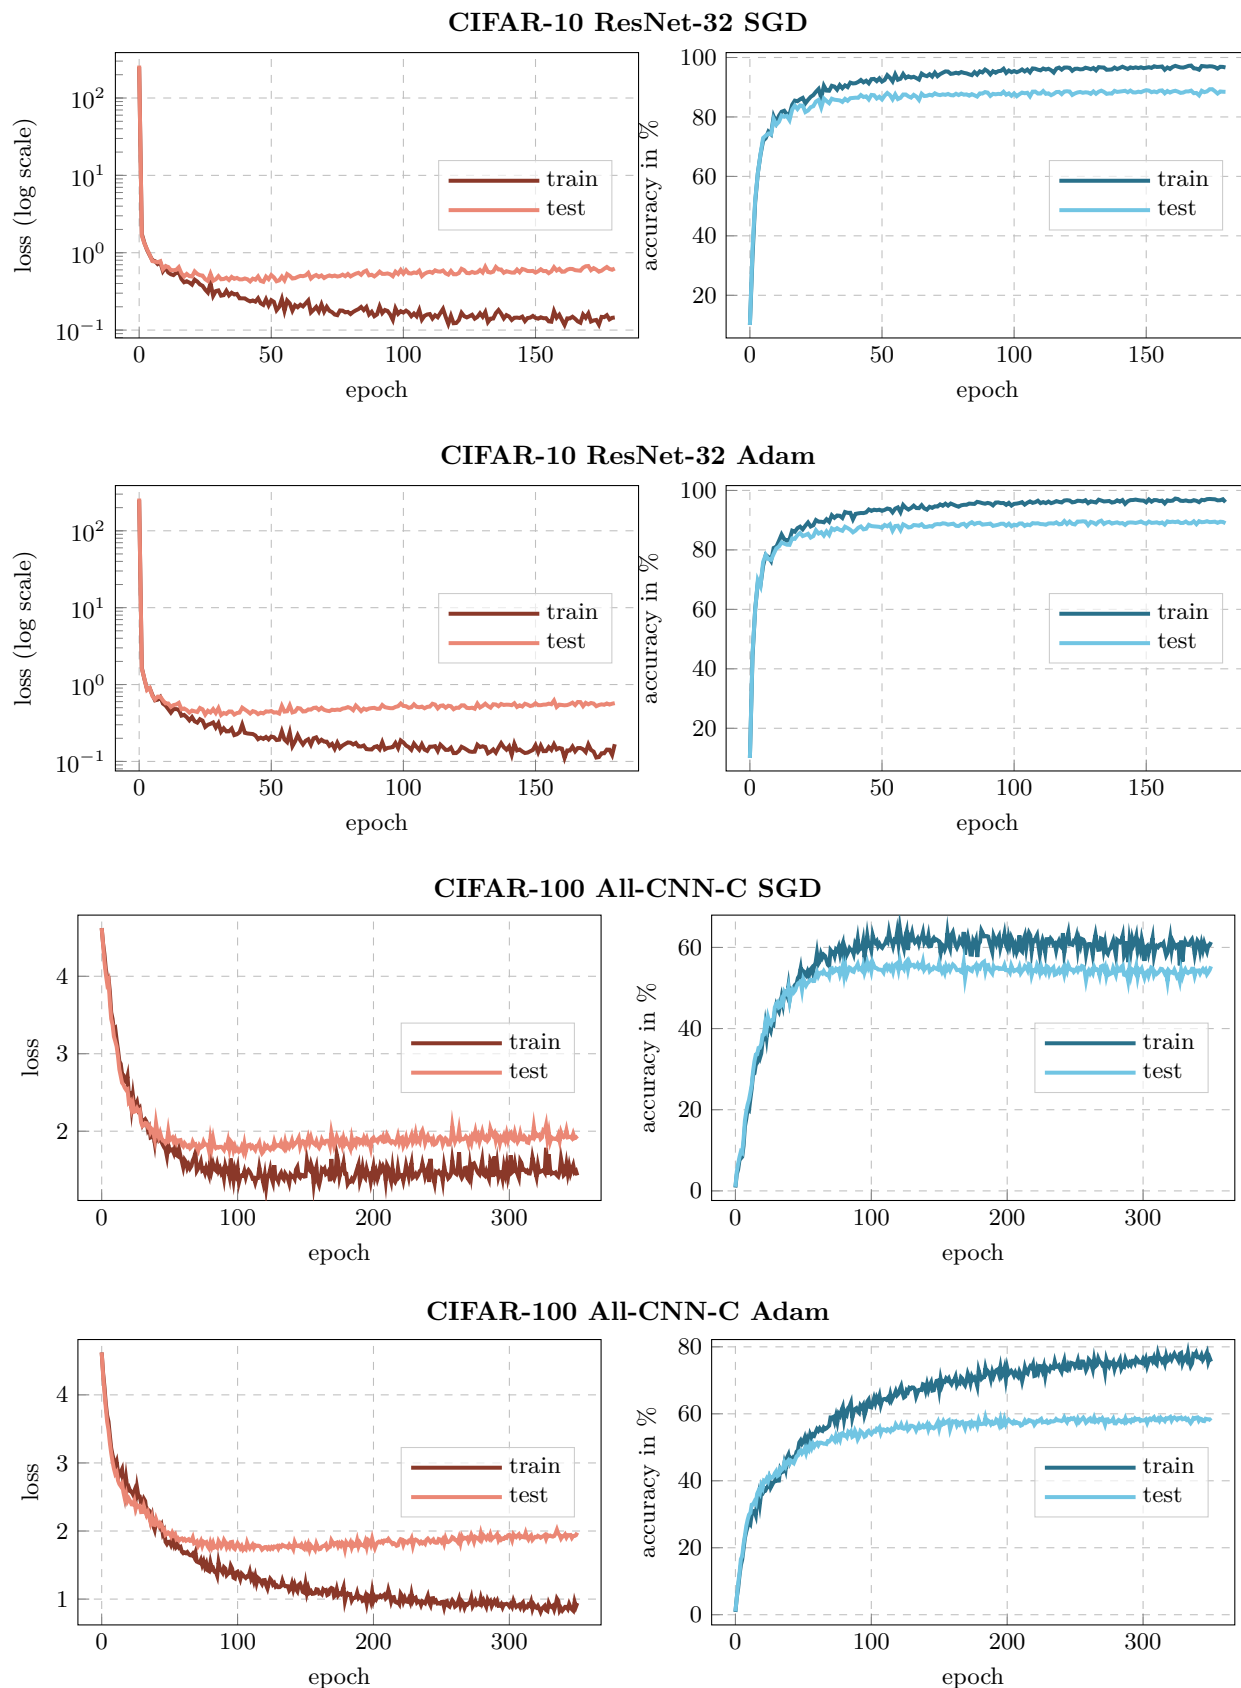 CIFAR-10 ResNet-32 SGD
loss (log scale)
10^2
10^1
10^0
10^−1
0 50 100 150
epoch
train
test
accuracy in %
100
80
60
40
20
0 50 100 150
epoch
train
test
CIFAR-10 ResNet-32 Adam
loss (log scale)
10^2
10^1
10^0
10^−1
0 50 100 150
epoch
train
test
accuracy in %
100
80
60
40
20
0 50 100 150
epoch
train
test
CIFAR-100 All-CNN-C SGD
loss
4
3
2
0 100 200 300
epoch
train
test
accuracy in %
60
40
20
0
0 100 200 300
epoch
train
test
CIFAR-100 All-CNN-C Adam
loss
4
3
2
1
0 100 200 300
epoch
train
test
accuracy in %
80
60
40
20
0
0 100 200 300
epoch
train
test